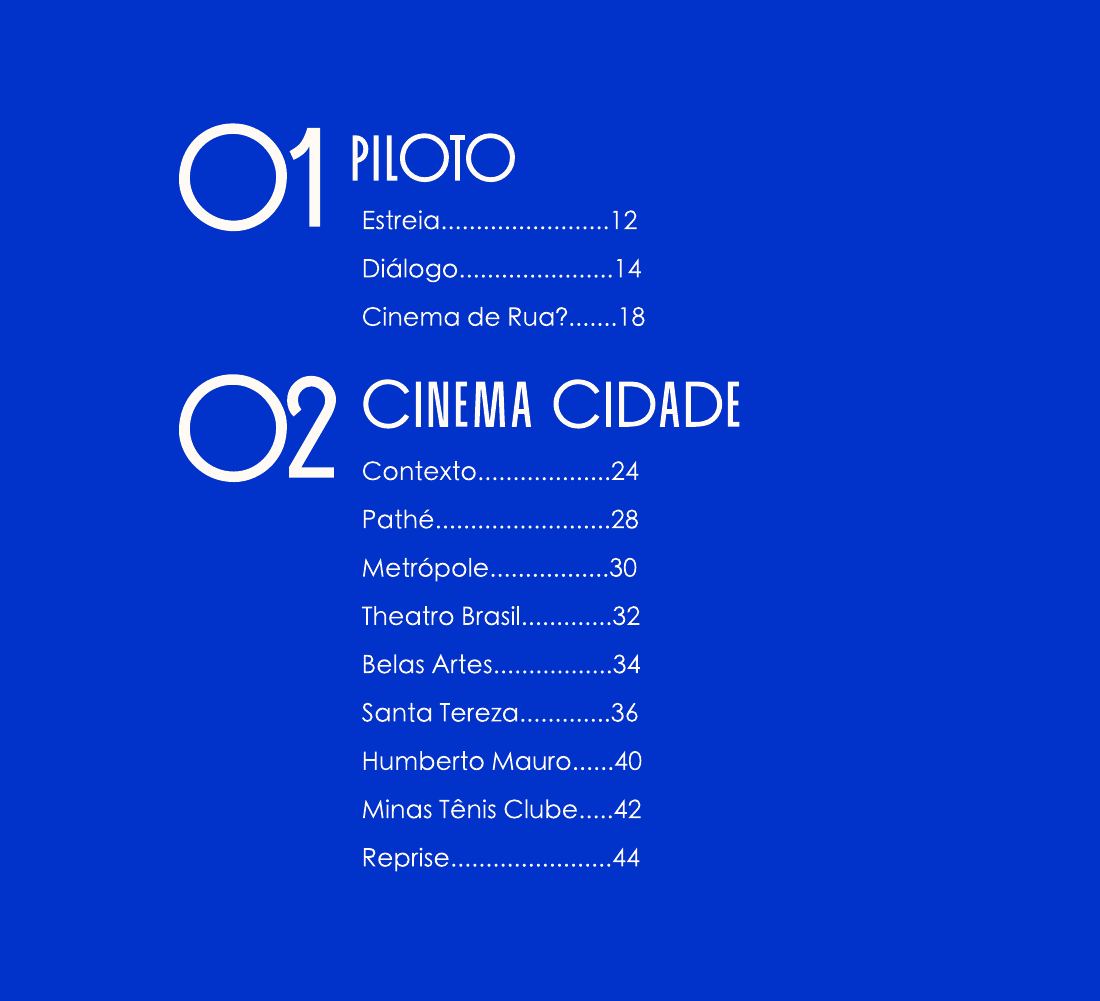 01 PILOTO
Estreia........................12
Diálogo......................14
Cinema de Rua?.......18
02 CINEMA CIDADE
Contexto...................24
Pathé.........................28
Metrópole.................30
Theatro Brasil.............32
Belas Artes.................34
Santa Tereza.............36
Humberto Mauro......40
Minas Tênis Clube.....42
Reprise.......................44